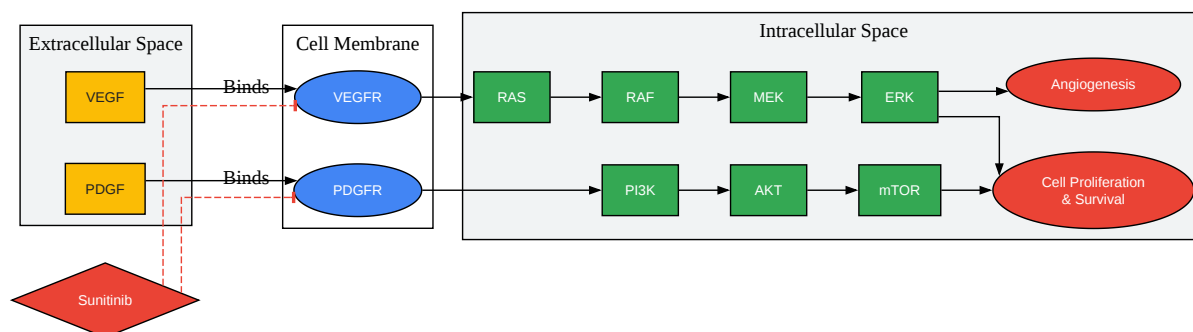 Extracellular Space
Cell Membrane
Intracellular Space
VEGF
Binds
VEGFR
RAS
RAF
MEK
ERK
Angiogenesis
PDGF
Binds
PDGFR
PI3K
AKT
mTOR
Cell Proliferation
& Survival
Sunitinib